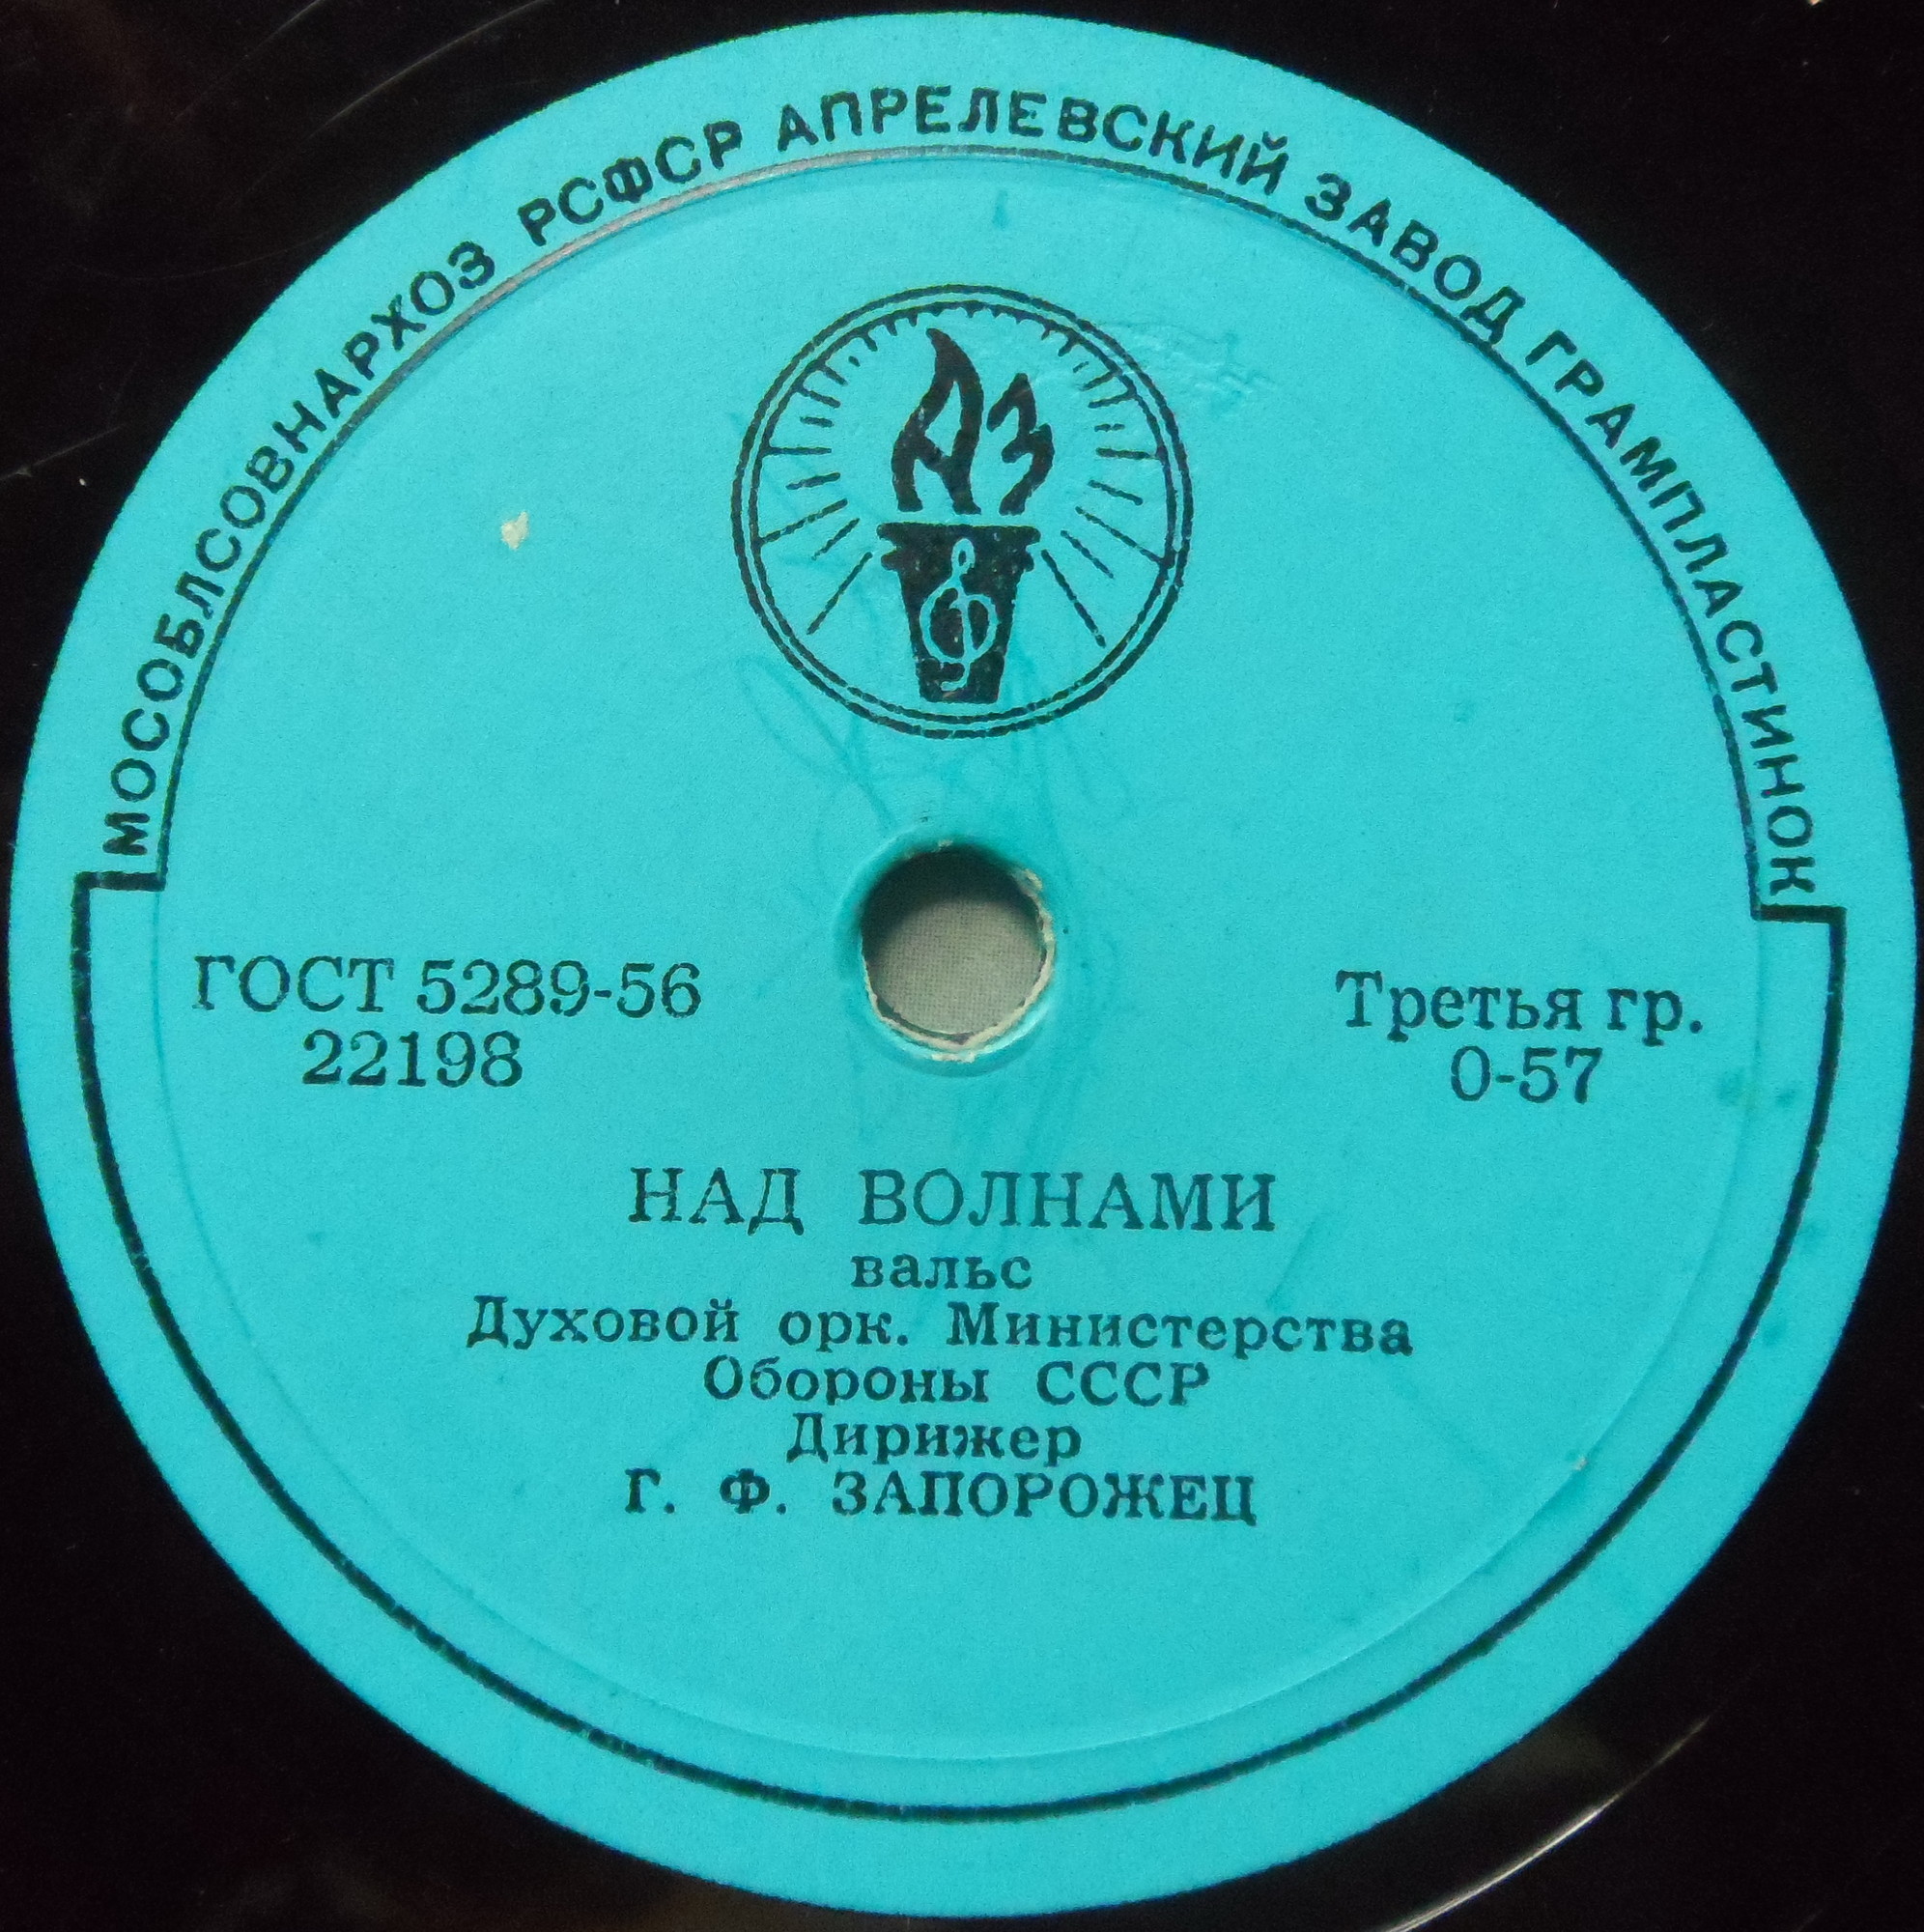 МОСОБЛСОВНАРХОЗ РСФСР АПРЕЛЕВСКИЙ ЗАВОД ГРАМПЛАСТИНОК
АЗ
ГОСТ 5289-56
22198
Третья гр.
0-57
НАД ВОЛНАМИ
вальс
Духовой орк. Министерства
Обороны СССР
Дирижер
Г. Ф. ЗАПОРОЖЕЦ